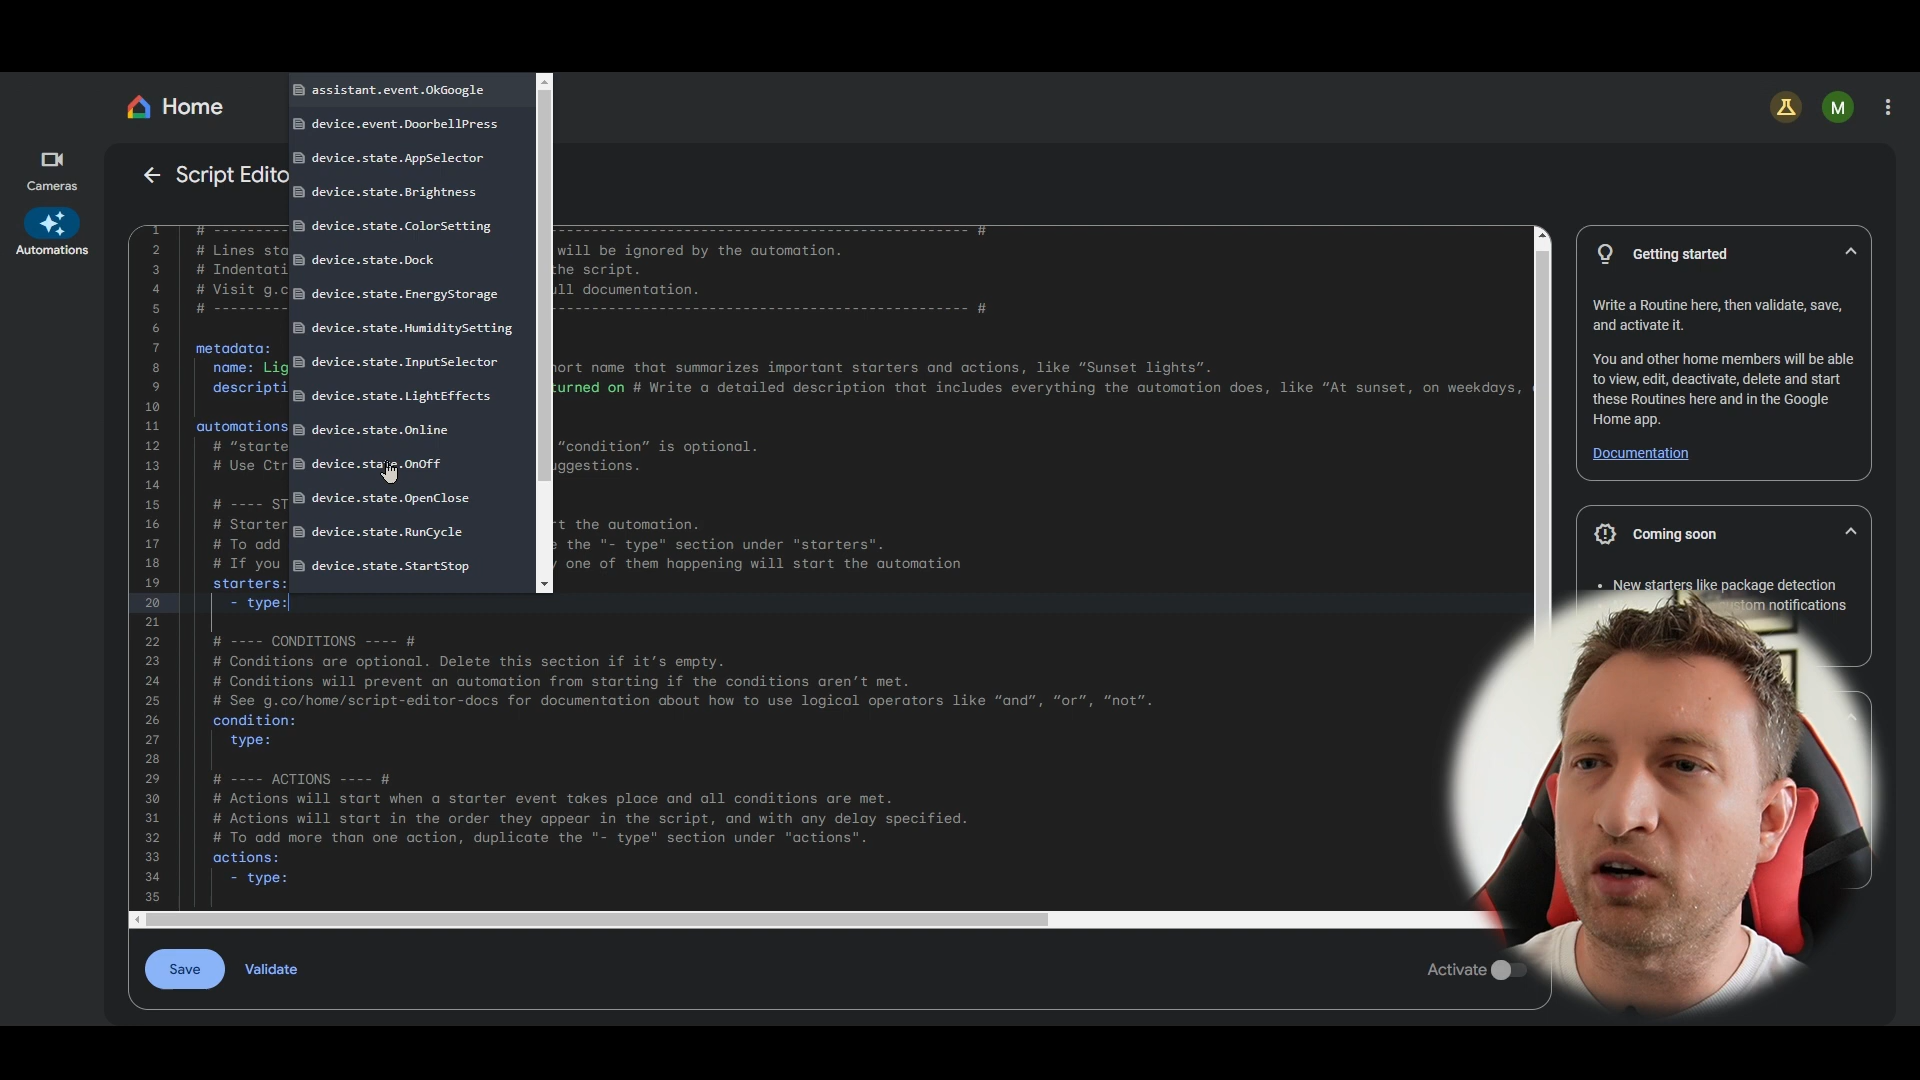 Home
M
Cameras
Automations
Script Edito
assistant.event.OkGoogle
device.event.DoorbellPress
device.state.AppSelector
device.state.Brightness
device.state.ColorSetting
device.state.Dock
device.state.EnergyStorage
device.state.HumiditySetting
device.state.InputSelector
device.state.LightEffects
device.state.Online
device.state.OnOff
device.state.OpenClose
device.state.RunCycle
device.state.StartStop
1 # -------- ------------------------------------------------- #
2 # Lines sta will be ignored by the automation.
3 # Indentati the script.
4 # Visit g.c ull documentation.
5 # -------- ------------------------------------------------- #
6
7 metadata:
8 name: Lig ort name that summarizes important starters and actions, like “Sunset lights”.
9 descripti turned on # Write a detailed description that includes everything the automation does, like “At sunset, on weekdays,
10
11 automations
12 # “starte “condition” is optional.
13 # Use Ctr uggestions.
14
15 # ---- ST
16 # Starter t the automation.
17 # To add e the "- type" section under "starters".
18 # If you y one of them happening will start the automation
19 starters:
20 - type:
21
22 # ---- CONDITIONS ---- #
23 # Conditions are optional. Delete this section if it’s empty.
24 # Conditions will prevent an automation from starting if the conditions aren’t met.
25 # See g.co/home/script-editor-docs for documentation about how to use logical operators like “and”, “or”, “not”.
26 condition:
27 type:
28
29 # ---- ACTIONS ---- #
30 # Actions will start when a starter event takes place and all conditions are met.
31 # Actions will start in the order they appear in the script, and with any delay specified.
32 # To add more than one action, duplicate the "- type" section under "actions".
33 actions:
34 - type:
35
Save
Validate
Activate
Getting started
Write a Routine here, then validate, save,
and activate it.
You and other home members will be able
to view, edit, deactivate, delete and start
these Routines here and in the Google
Home app.
Documentation
Coming soon
• New starters like package detection
custom notifications